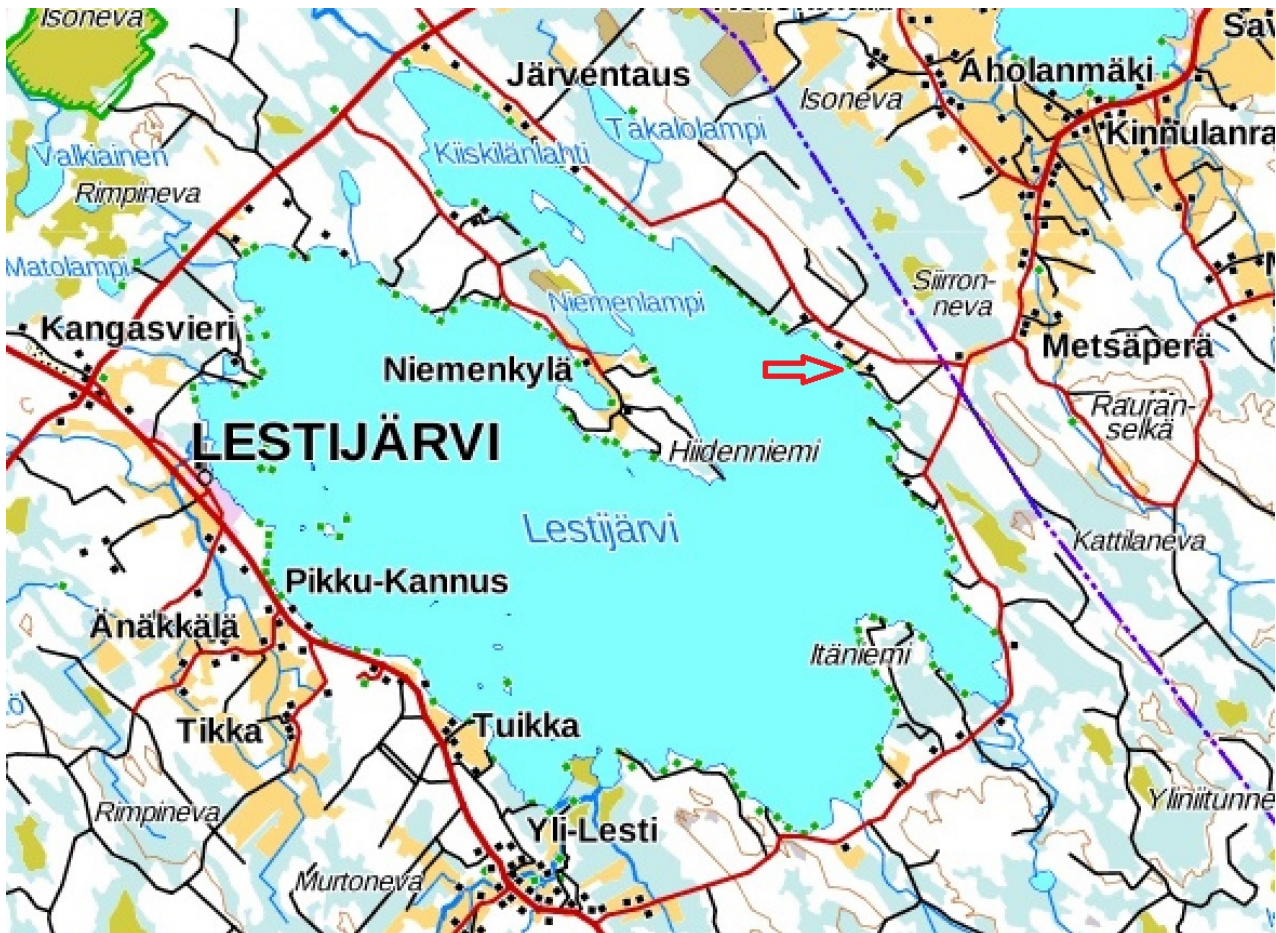 Isoneva
Järventaus
Aholanmäki
Isoneva
Takalolampi
Kinnulanra
Valkiainen
Kiiskilänlahti
Rimpineva
Matolampi
Siirron-
neva
Niemenlampi
Kangasvieri
Metsäperä
Niemenkylä
Rauran-
selkä
LESTIJÄRVI
Hiidenniemi
Lestijärvi
Kattilaneva
Pikku-Kannus
Änäkkälä
Itäniemi
Tikka
Tuikka
Rimpineva
Yliniitunne
Yli-Lesti
Murtoneva